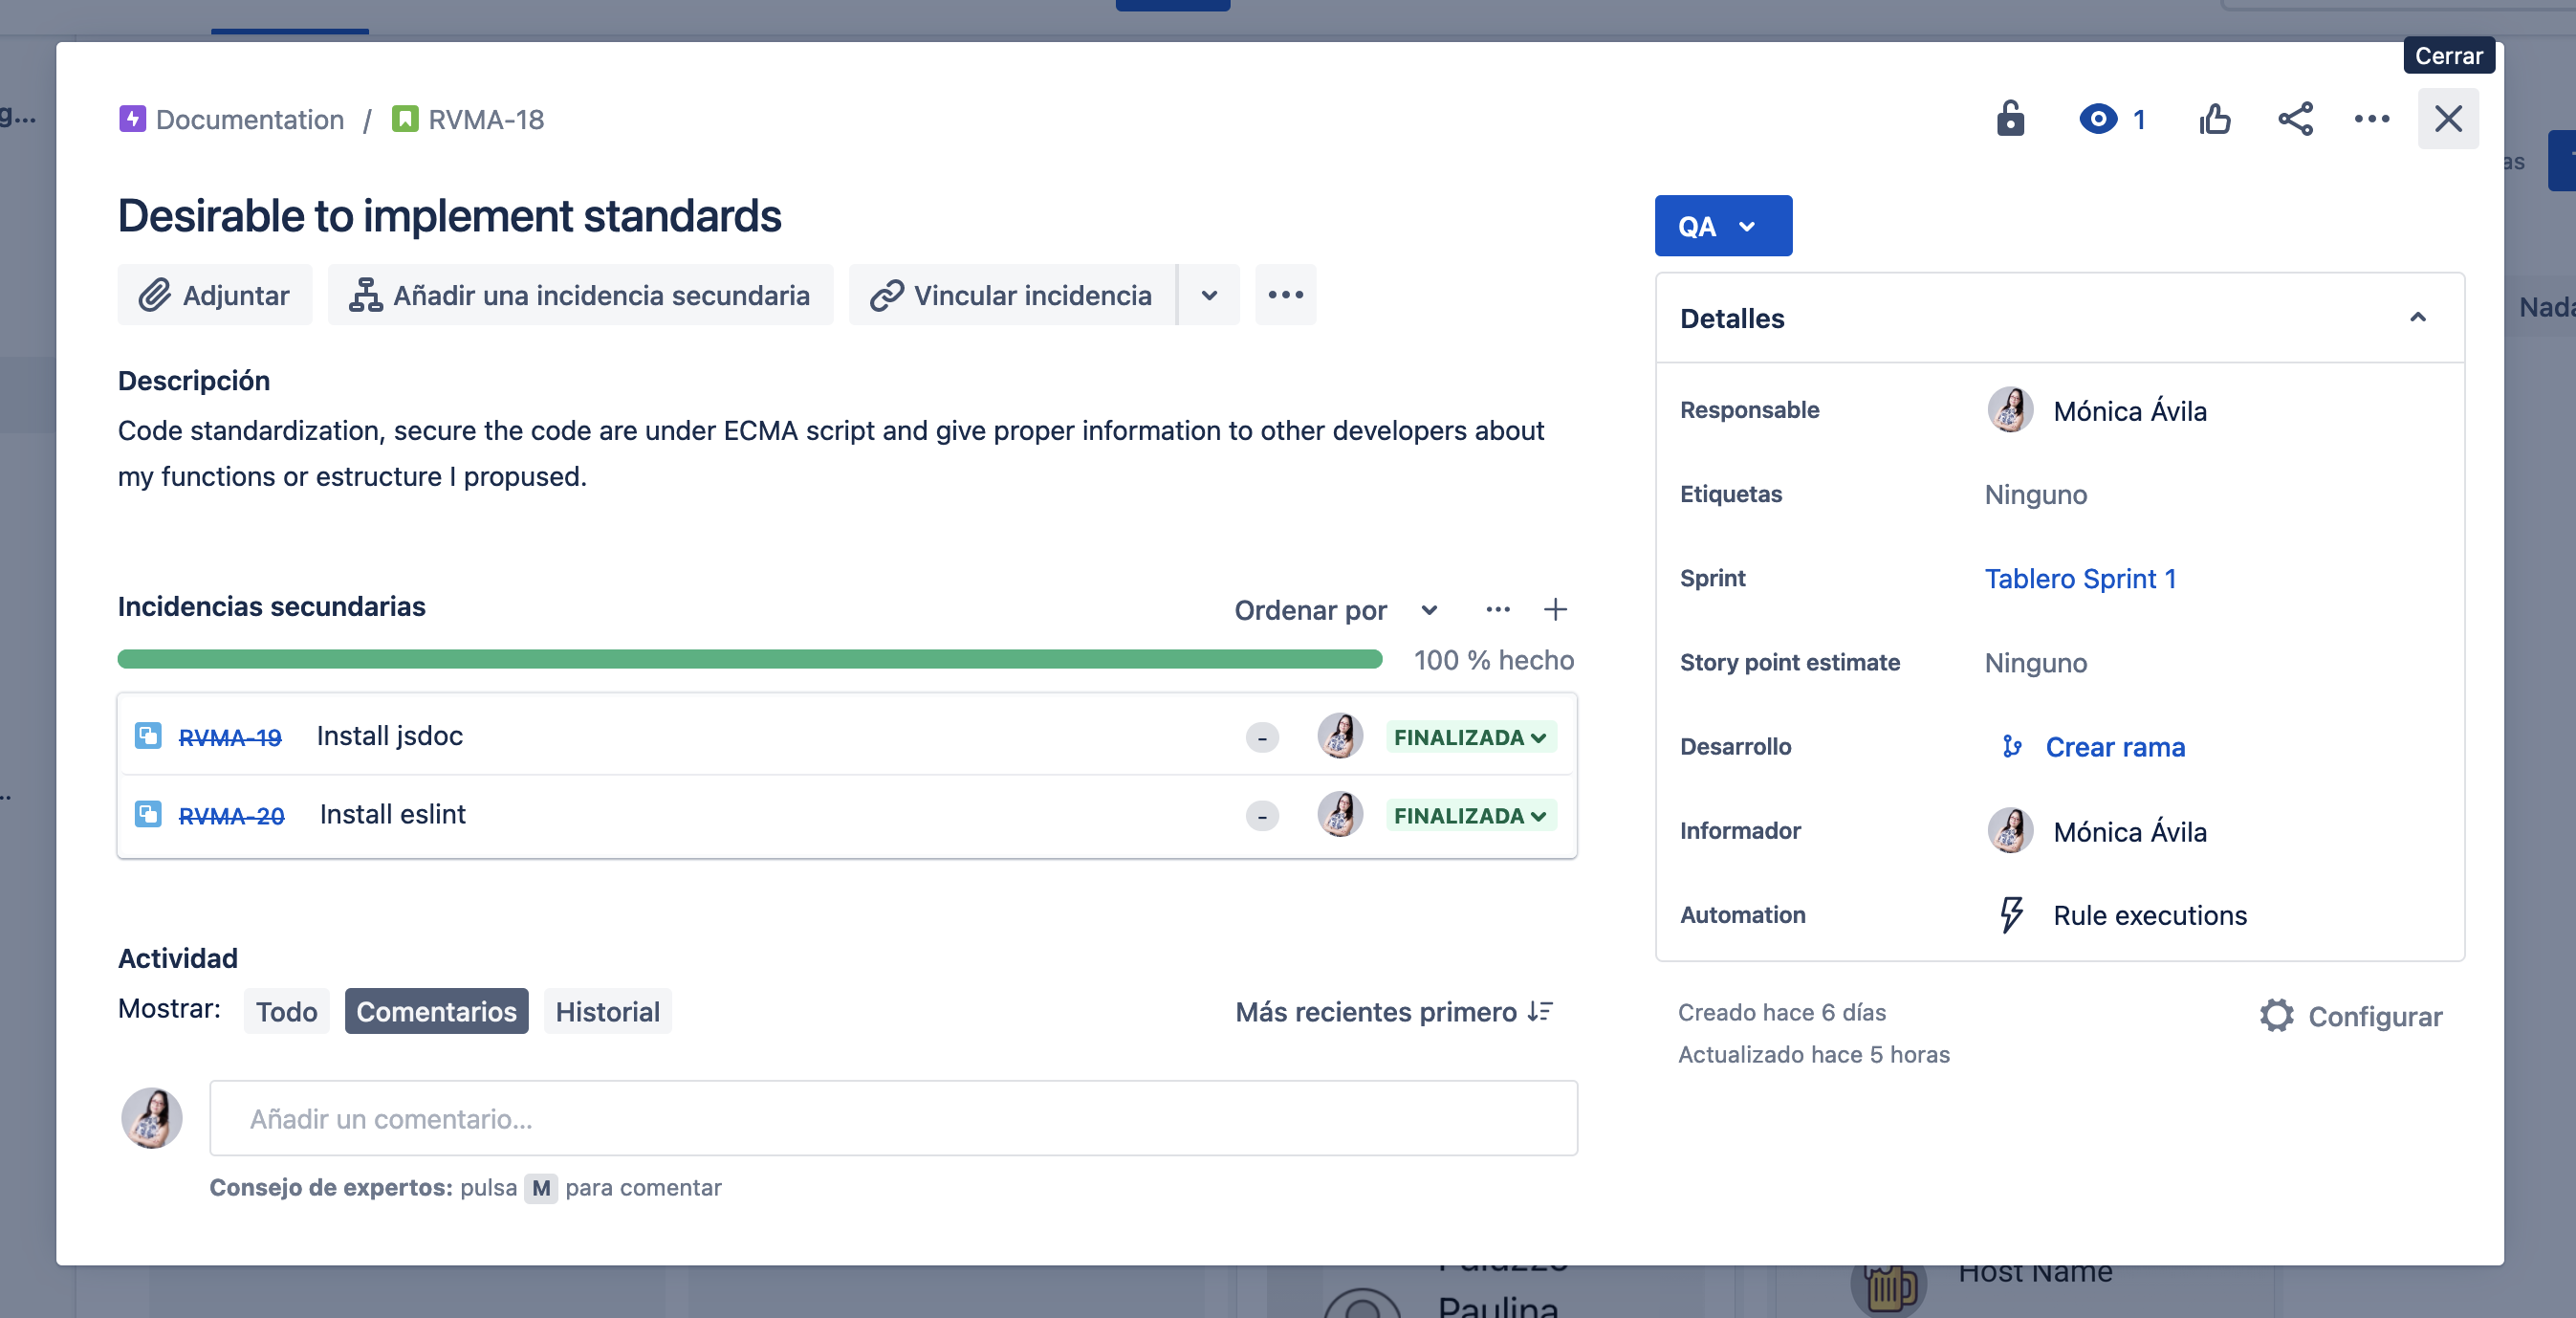 Cerrar
g...
Documentation / RVMA-18
1
as
Desirable to implement standards
QA
Adjuntar
Añadir una incidencia secundaria
Vincular incidencia
Detalles
Descripción
Code standardization, secure the code are under ECMA script and give proper information to other developers about
my functions or estructure I propused.
Responsable
Mónica Ávila
Etiquetas
Ninguno
Sprint
Tablero Sprint 1
Story point estimate
Ninguno
Desarrollo
Crear rama
Informador
Mónica Ávila
Automation
Rule executions
Incidencias secundarias
Ordenar por
100 % hecho
RVMA-19 Install jsdoc - FINALIZADA
RVMA-20 Install eslint - FINALIZADA
Actividad
Mostrar: Todo Comentarios Historial
Más recientes primero
Creado hace 6 días
Actualizado hace 5 horas
Configurar
Añadir un comentario...
Consejo de expertos: pulsa M para comentar
Host Name
Paulina